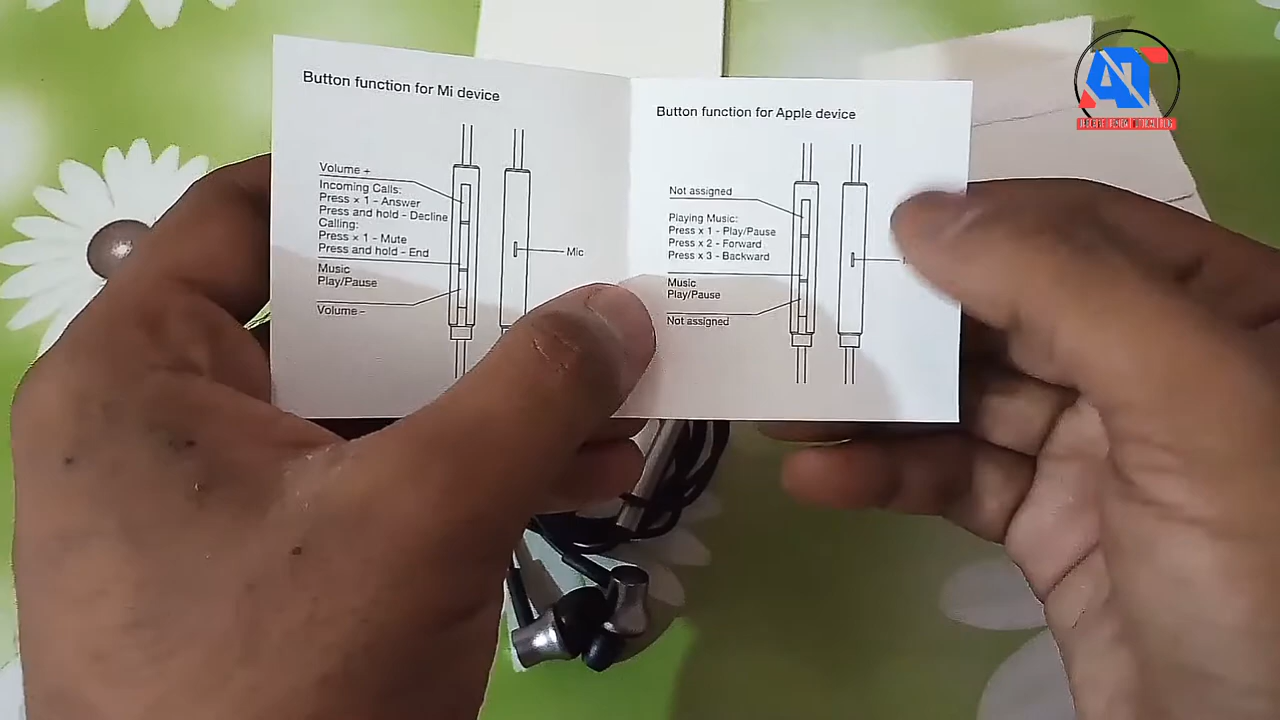 Button function for Mi device
Volume +
Incoming Calls:
Press × 1 - Answer
Press and hold - Decline
Calling:
Press × 1 - Mute
Press and hold - End
Music
Play/Pause
Volume -
Mic
Button function for Apple device
Not assigned
Playing Music:
Press x 1 - Play/Pause
Press x 2 - Forward
Press x 3 - Backward
Music
Play/Pause
Not assigned